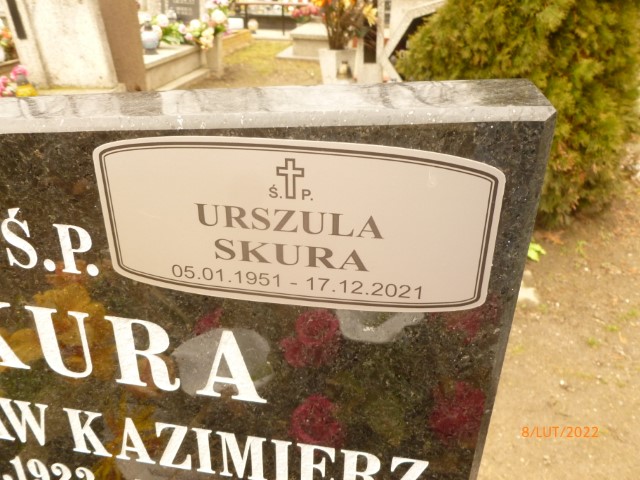 Ś. P.
URSZULA
SKURA
05.01.1951 - 17.12.2021
Ś.P.
KURA
KAZIMIERZ
8/LUT/2022